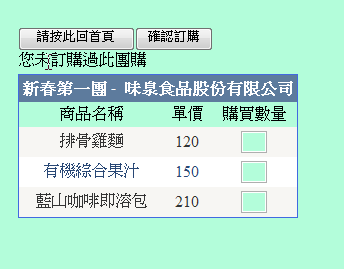 請按此回首頁 確認訂購
您未訂購過此團購
新春第一團 - 味泉食品股份有限公司
商品名稱 單價 購買數量
排骨雞麵 120
有機綜合果汁 150
藍山咖啡即溶包 210